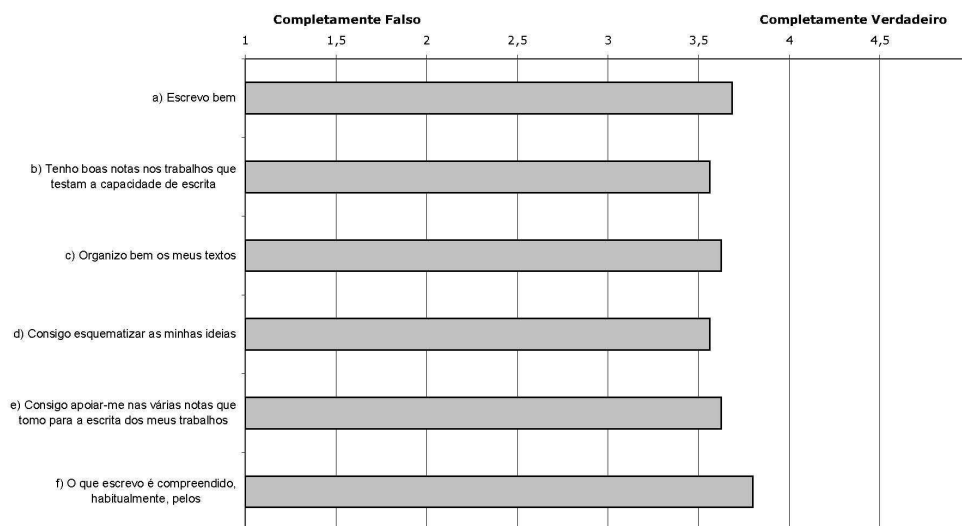 Completamente Falso Completamente Verdadeiro
1 1,5 2 2,5 3 3,5 4 4,5
a) Escrevo bem
b) Tenho boas notas nos trabalhos que
testam a capacidade de escrita
c) Organizo bem os meus textos
d) Consigo esquematizar as minhas ideias
e) Consigo apoiar-me nas várias notas que
tomo para a escrita dos meus trabalhos
f) O que escrevo é compreendido,
habitualmente, pelos